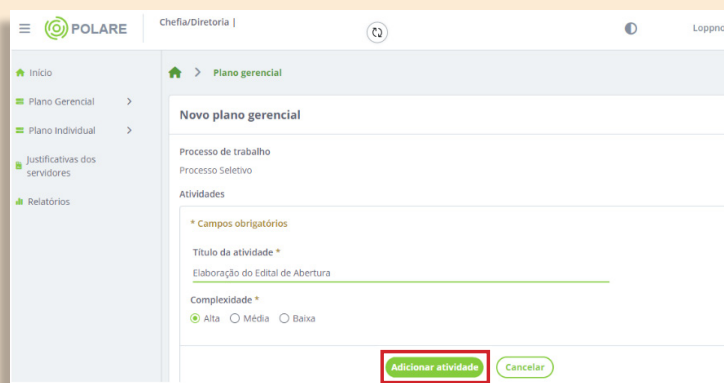 POLARE
Chefia/Diretoria |
Loppno
Início
Plano Gerencial
Plano Individual
Justificativas dos
servidores
Relatórios
Plano gerencial
Novo plano gerencial
Processo de trabalho
Processo Seletivo
Atividades
* Campos obrigatórios
Título da atividade *
Elaboração do Edital de Abertura
Complexidade *
Alta Média Baixa
Adicionar atividade Cancelar